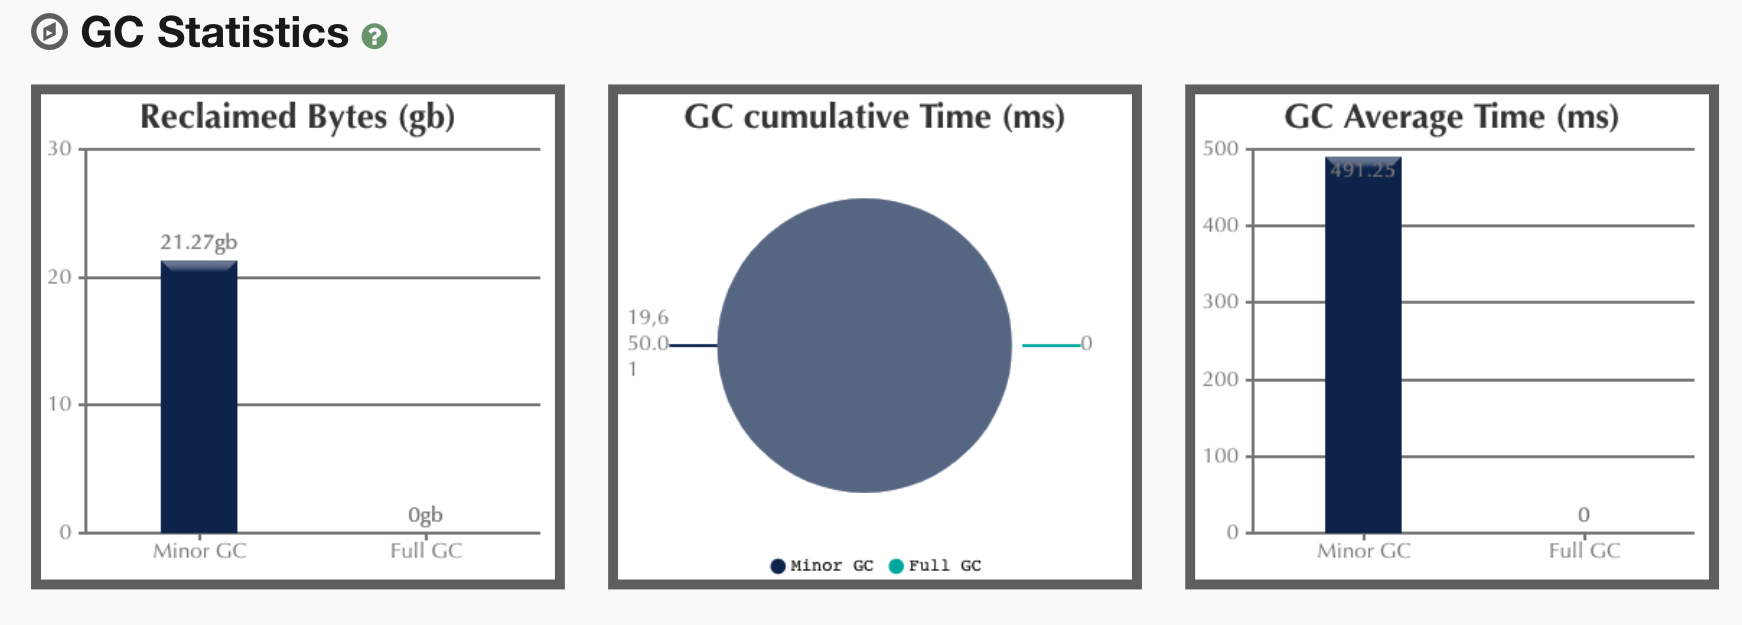 GC Statistics ?
Reclaimed Bytes (gb)
30
20
10
0
21.27gb
0gb
Minor GC
Full GC
GC cumulative Time (ms)
19,6
50.0
1
0
Minor GC
Full GC
GC Average Time (ms)
500
400
300
200
100
0
491.25
0
Minor GC
Full GC